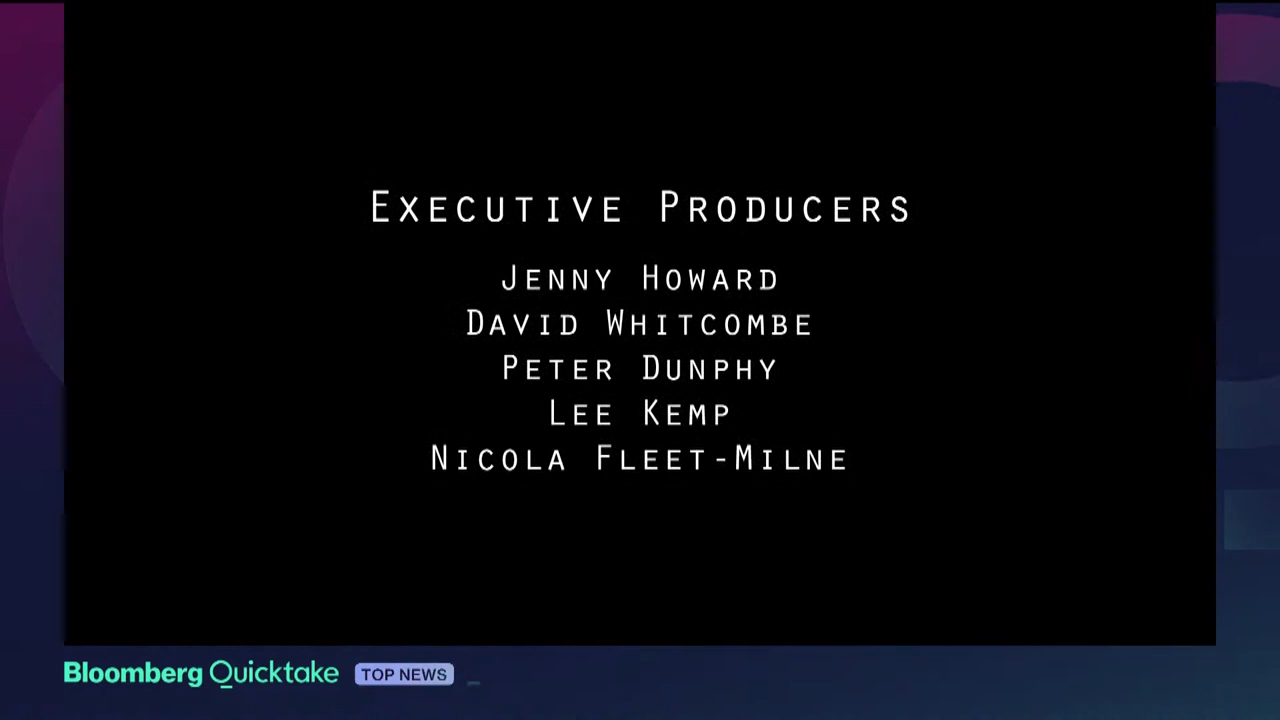 Executive Producers
Jenny Howard
David Whitcombe
Peter Dunphy
Lee Kemp
Nicola Fleet-Milne
Bloomberg Quicktake TOP NEWS